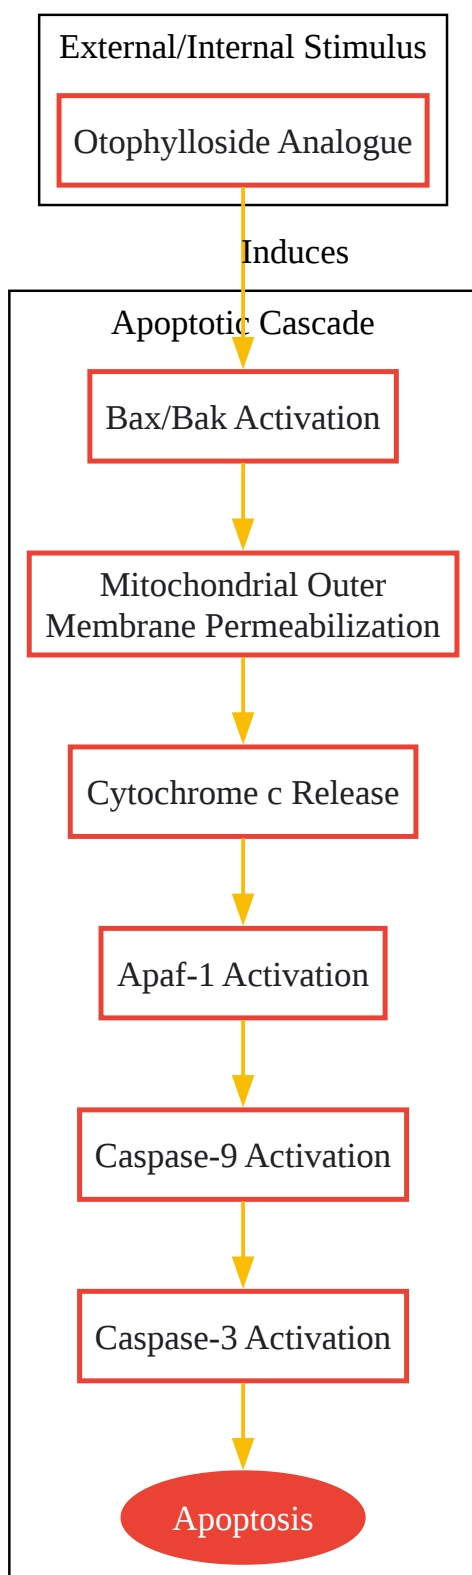 External/Internal Stimulus
Otophylloside Analogue
Induces
Apoptotic Cascade
Bax/Bak Activation
Mitochondrial Outer
Membrane Permeabilization
Cytochrome c Release
Apaf-1 Activation
Caspase-9 Activation
Caspase-3 Activation
Apoptosis